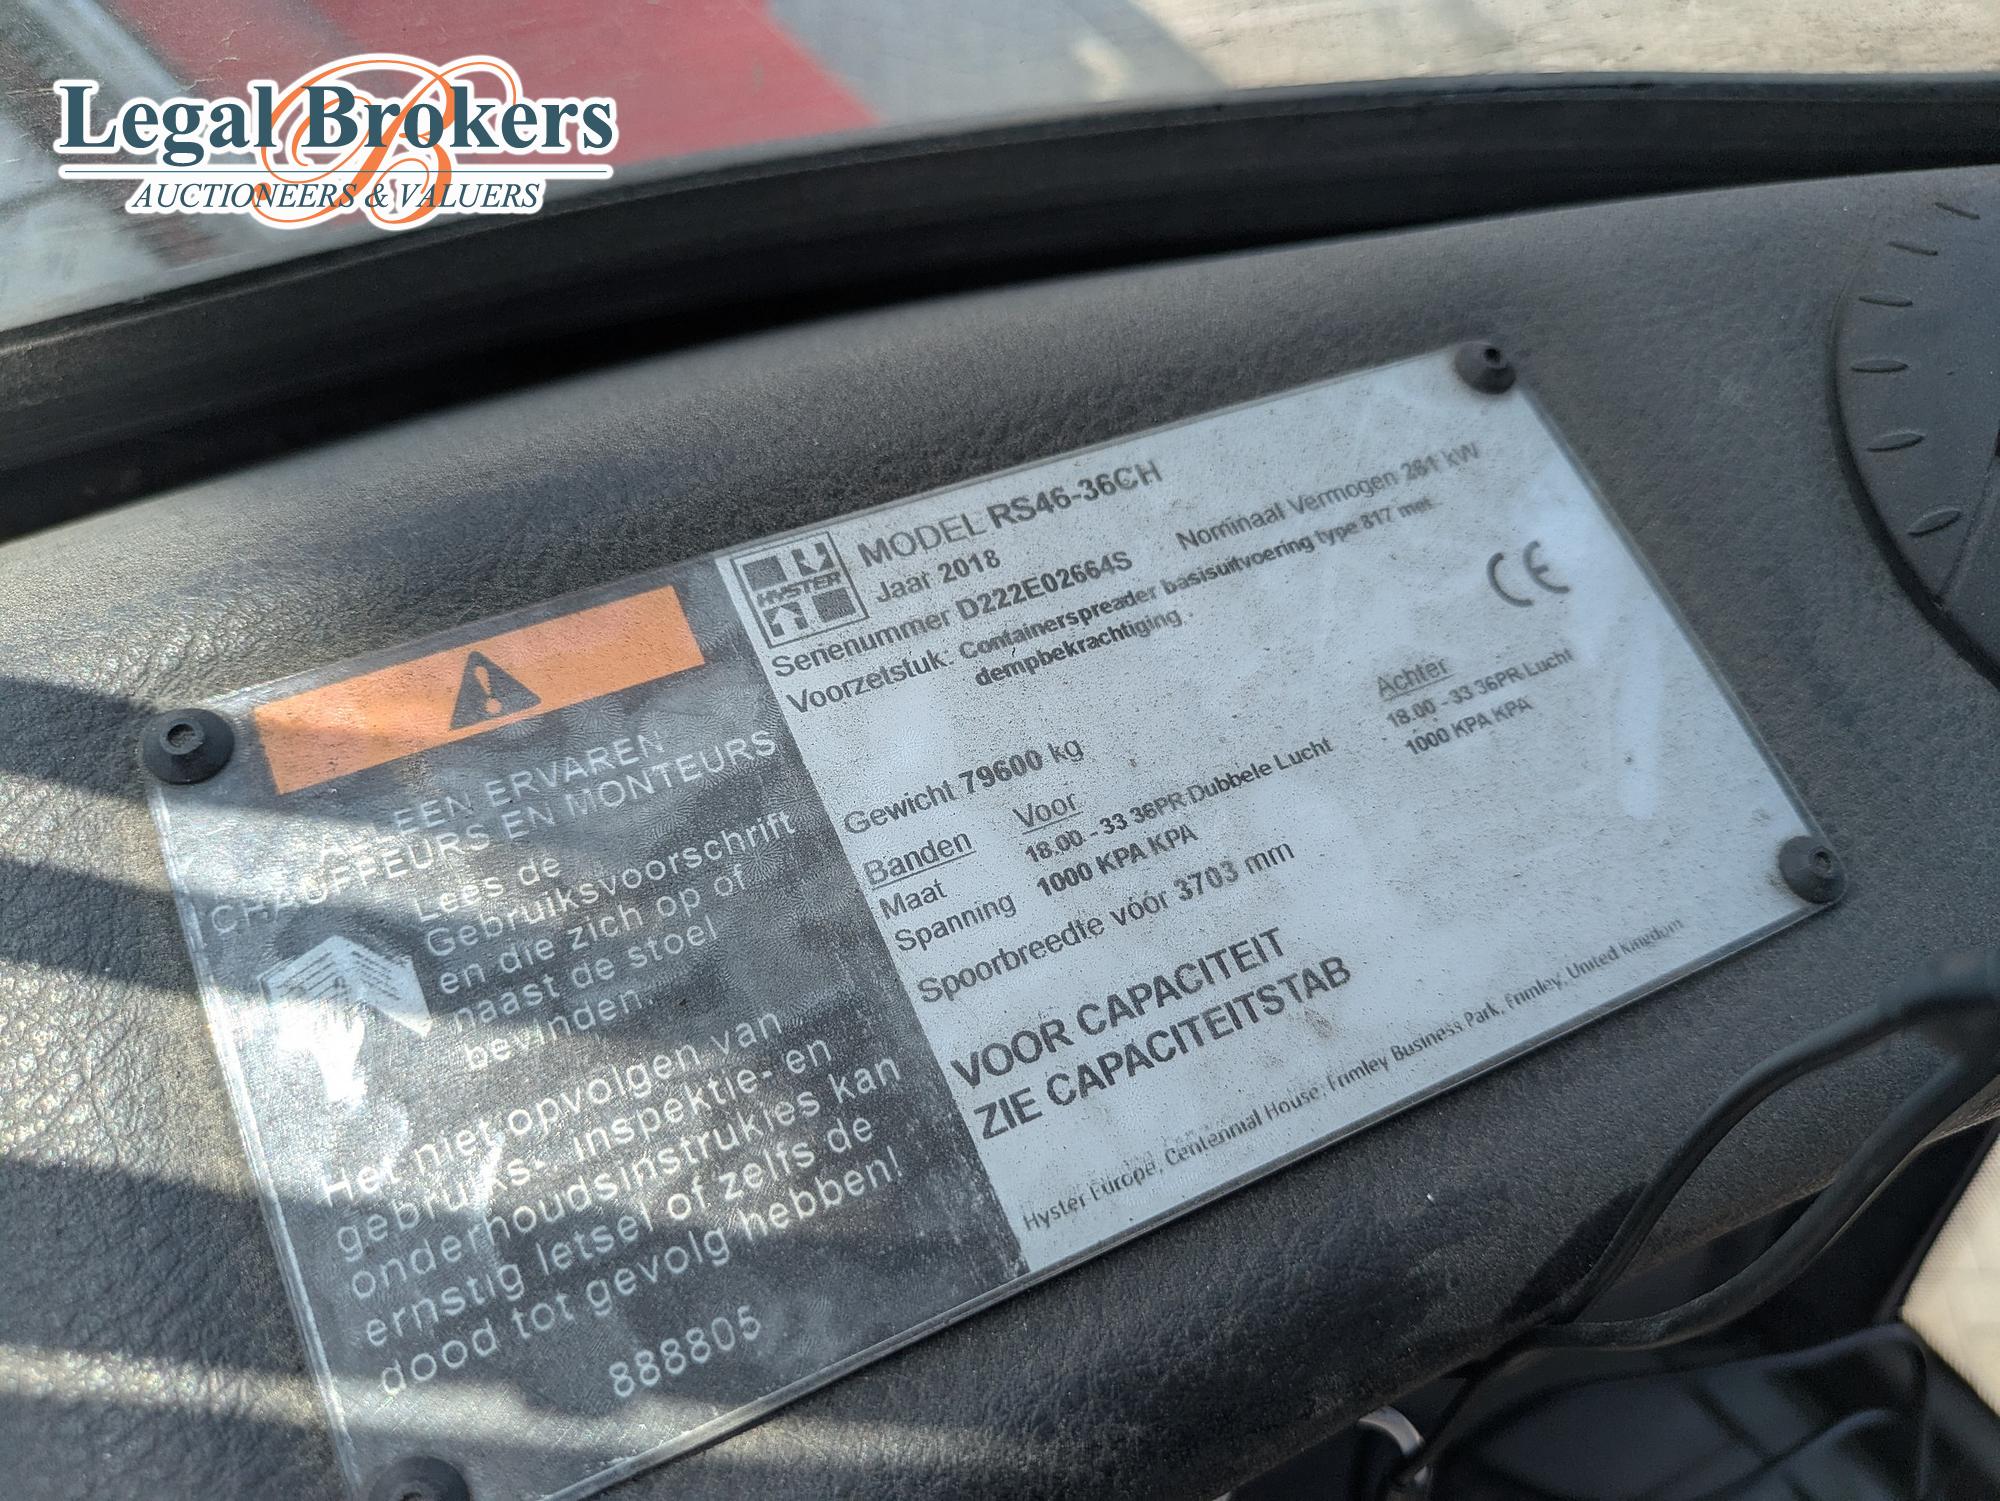 Legal Brokers
AUCTIONEERS & VALUERS
HYSTER
MODEL RS46-36CH
Jaar 2018
Serienummer D222E02664S
Nominaal Vermogen 281 kW
Voorzetstuk: Containerspreader basisuitvoering type 817 met
dempbekrachtiging.
CE
Gewicht 79600 kg
Banden Voor Achter
Maat 18.00 - 33 36PR Dubbele Lucht 18.00 - 33 36PR Lucht
Spanning 1000 KPA KPA 1000 KPA KPA
Spoorbreedte vóór 3703 mm
VOOR CAPACITEIT
ZIE CAPACITEITSTAB
Hyster Europe, Centennial House, Frimley Business Park, Frimley, United Kingdom
ALLEEN ERVAREN
CHAUFFEURS EN MONTEURS
Lees de
Gebruiksvoorschrift
en die zich op of
naast de stoel
bevinden.
Het niet opvolgen van
gebruiks-, inspektie- en
onderhoudsinstrukties kan
ernstig letsel of zelfs de
dood tot gevolg hebben!
888805